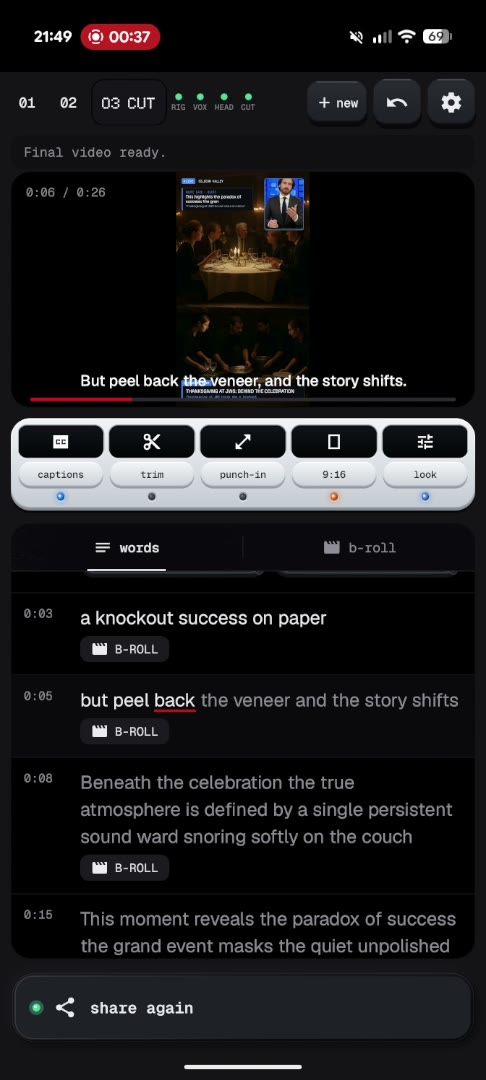 21:49
00:37
69
01
02
03 CUT
RIG VOX HEAD CUT
+ new
Final video ready.
0:06 / 0:26
This highlights the paradox of
success the gran
But peel back the veneer, and the story shifts.
THANKSGIVING AT JWG: BEHIND THE CELEBRATION
CC
captions
trim
punch-in
9:16
look
words
b-roll
0:03
a knockout success on paper
B-ROLL
0:05
but peel back the veneer and the story shifts
B-ROLL
0:08
Beneath the celebration the true
atmosphere is defined by a single persistent
sound ward snoring softly on the couch
B-ROLL
0:15
This moment reveals the paradox of success
the grand event masks the quiet unpolished
share again